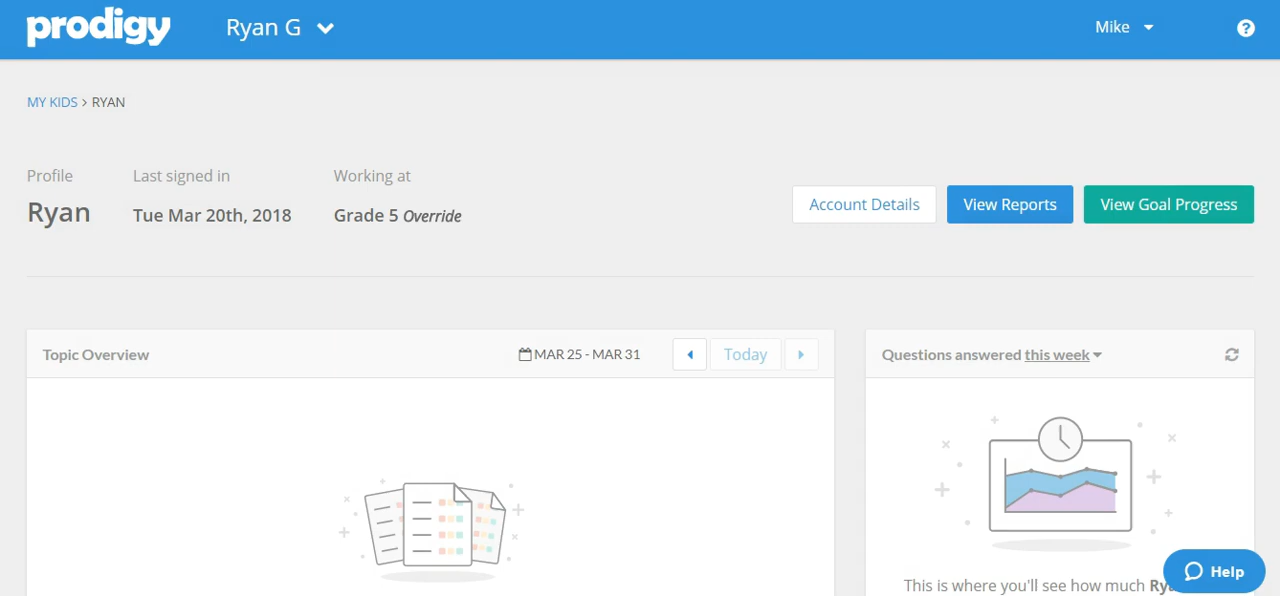 prodigy Ryan G Mike ?
MY KIDS > RYAN
Profile Last signed in Working at
Ryan Tue Mar 20th, 2018 Grade 5 Override
Account Details View Reports View Goal Progress
Topic Overview MAR 25 - MAR 31 Today
Questions answered this week
This is where you'll see how much
Help